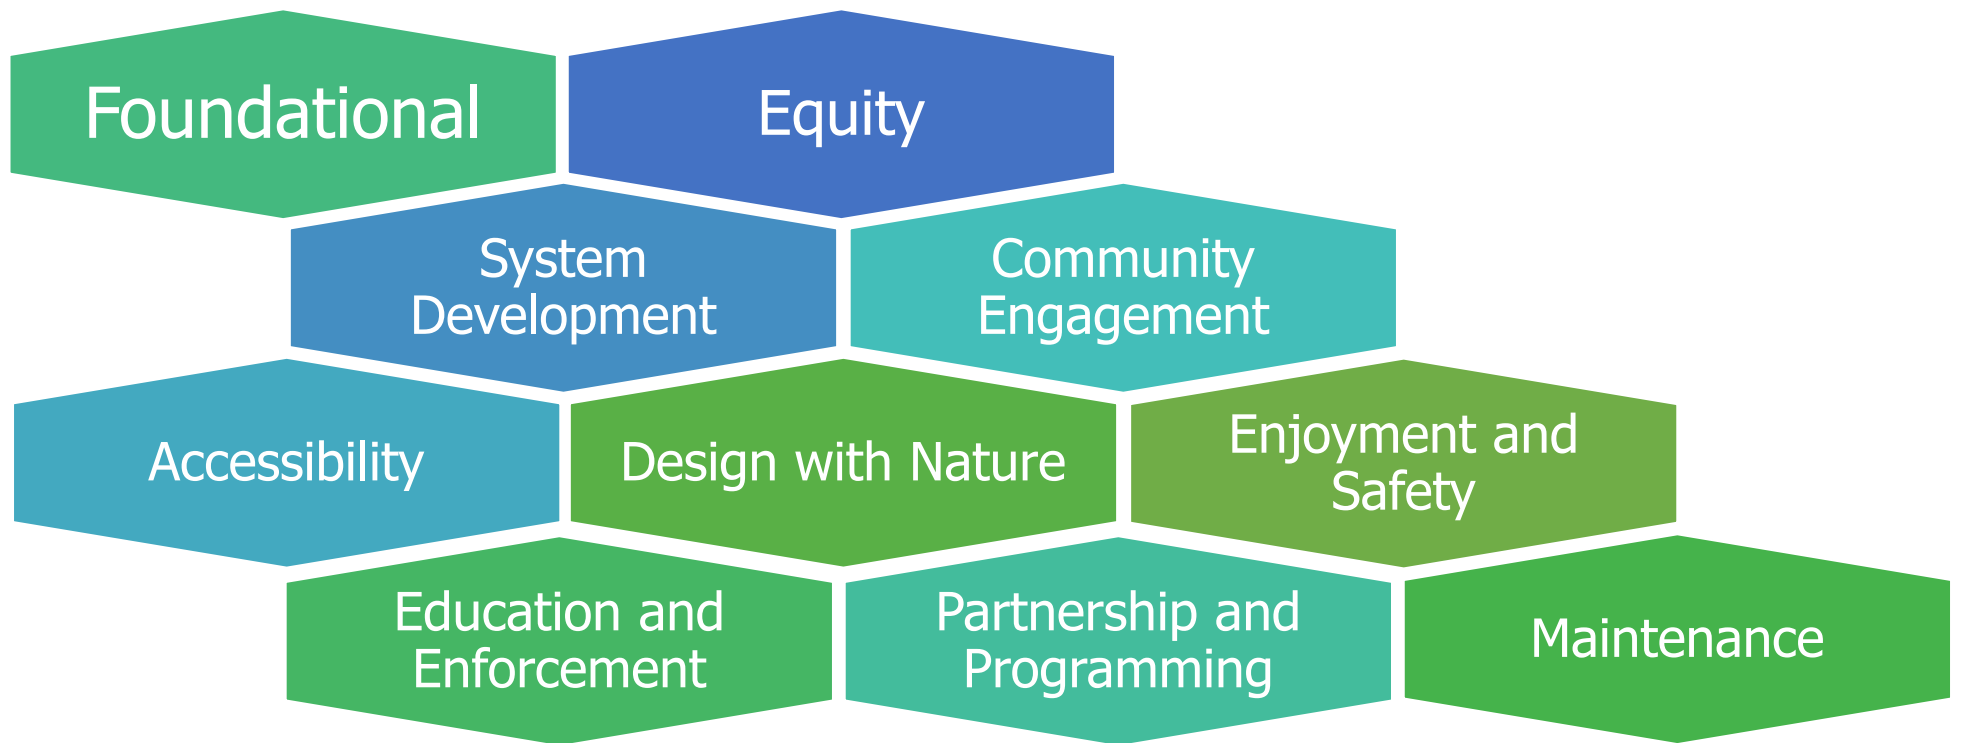 Foundational
Equity
System
Development
Community
Engagement
Accessibility
Design with Nature
Enjoyment and
Safety
Education and
Enforcement
Partnership and
Programming
Maintenance